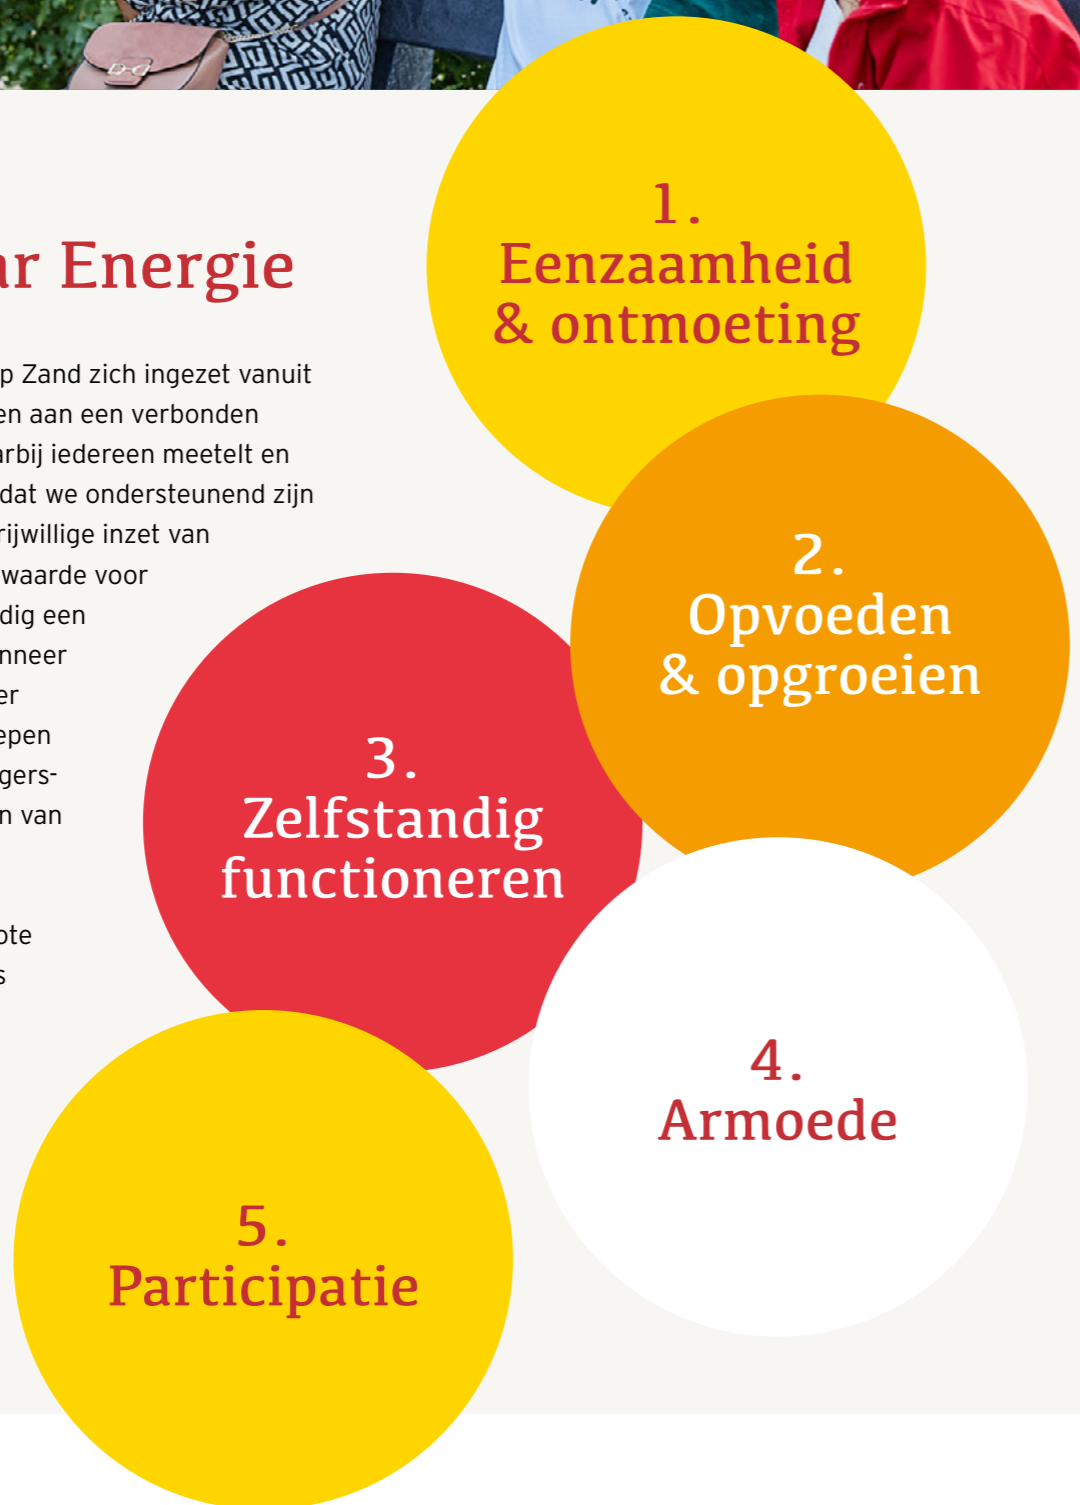 ar Energie
p Zand zich ingezet vanuit
en aan een verbonden
arbij iedereen meetelt en
dat we ondersteunend zijn
rijwillige inzet van
waarde voor
dig een
nneer
er
epen
gers-
n van
ote
s
1.
Eenzaamheid
& ontmoeting
2.
Opvoeden
& opgroeien
3.
Zelfstandig
functioneren
4.
Armoede
5.
Participatie